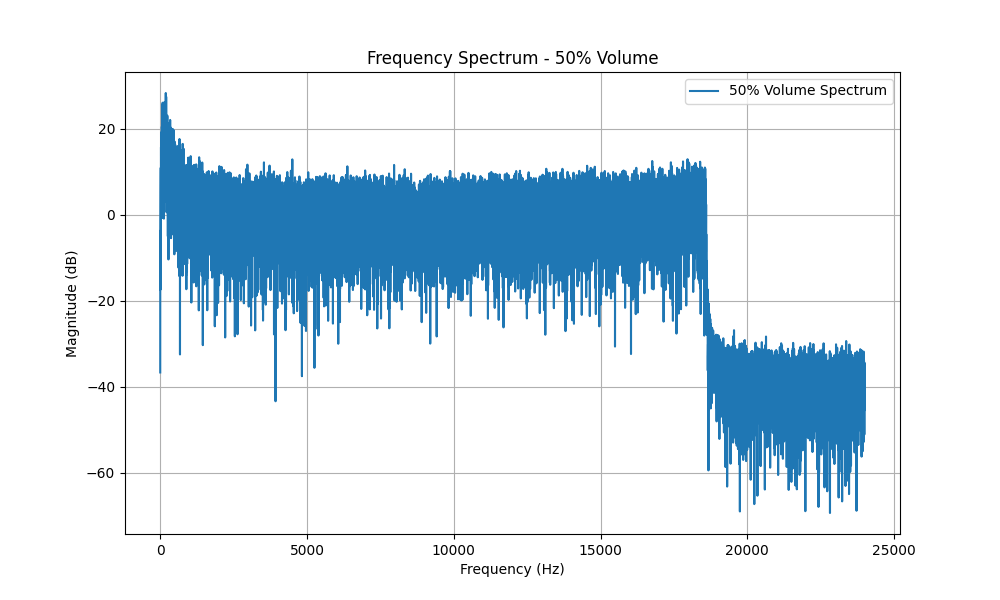 Frequency Spectrum - 50% Volume
50% Volume Spectrum
20
0
−20
−40
−60
Magnitude (dB)
0 5000 10000 15000 20000 25000
Frequency (Hz)